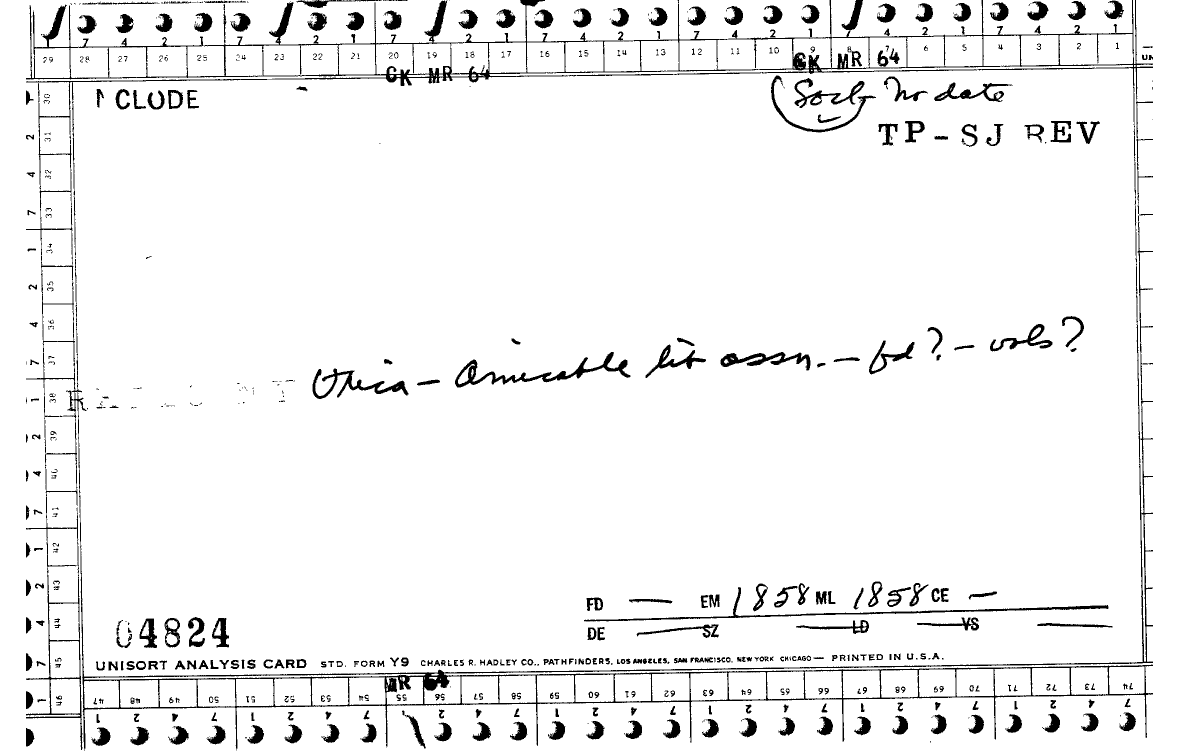 7 4 2 1 7 4 2 1 7 4 2 1 7 4 2 1 7 4 2 1 7 4 2 1 7 4 2 1
29 28 27 26 25 24 23 22 21 20 19 18 17 16 15 14 13 12 11 10 9 8 7 6 5 4 3 2 1
GK MR 64 GK MR 64
CLUDE
No date
TP-SJ REV
30 31 32 33 34 35 36 37 38 39 40 41 42 43 44 45 46
Utica - Amicable lit assn. - fd? - vols?
FD — EM 1858 ML 1858 CE —
DE — SZ — LD — VS —
04824
UNISORT ANALYSIS CARD STD. FORM Y9 CHARLES R. HADLEY CO., PATHFINDERS, LOS ANGELES, SAN FRANCISCO, NEW YORK CHICAGO — PRINTED IN U.S.A.
MR 64
47 48 49 50 51 52 53 54 55 56 57 58 59 60 61 62 63 64 65 66 67 68 69 70 71 72 73 74
1 2 4 7 1 2 4 7 1 2 4 7 1 2 4 7 1 2 4 7 1 2 4 7 1 2 4 7